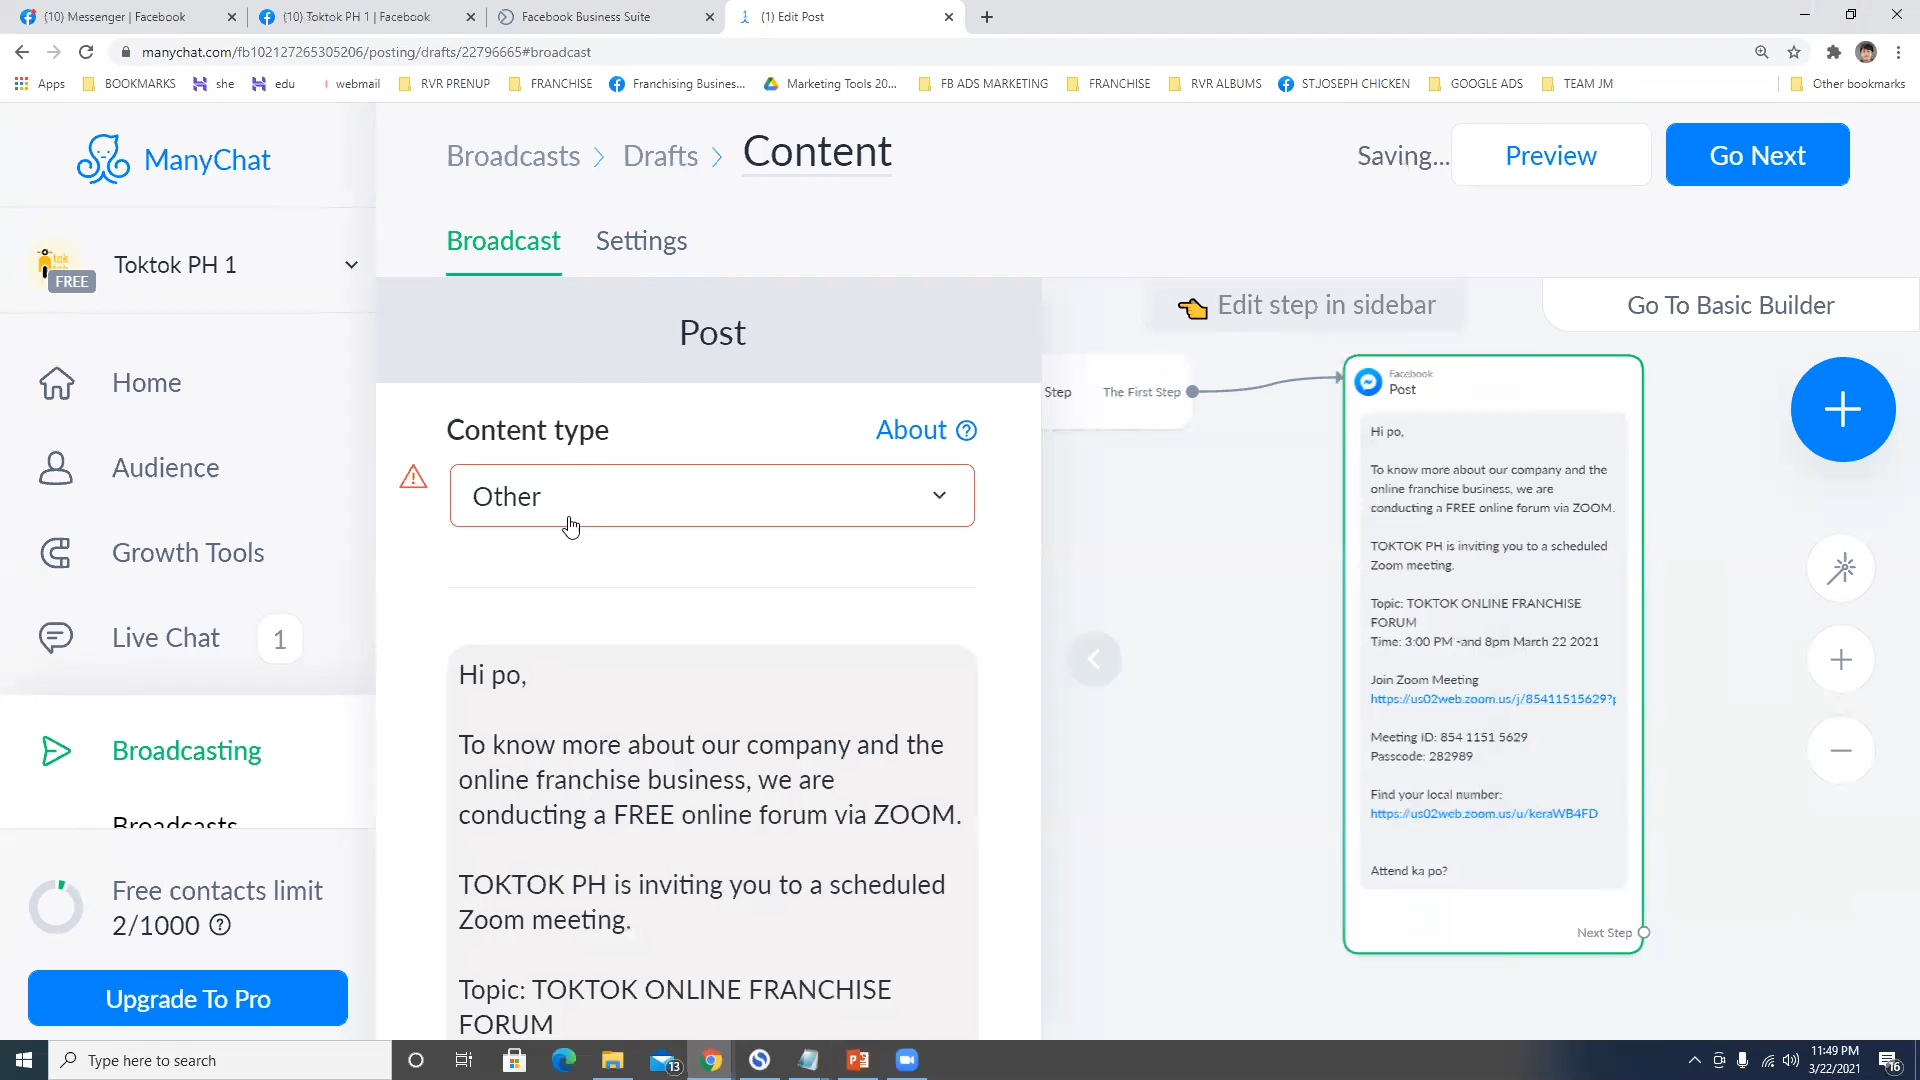 (10) Messenger | Facebook
(10) Toktok PH 1 | Facebook
Facebook Business Suite
(1) Edit Post
manychat.com/fb102127265305206/posting/drafts/22796665#broadcast
Apps
BOOKMARKS
she
edu
webmail
RVR PRENUP
FRANCHISE
Franchising Busines...
Marketing Tools 20...
FB ADS MARKETING
FRANCHISE
RVR ALBUMS
ST.JOSEPH CHICKEN
GOOGLE ADS
TEAM JM
Other bookmarks
ManyChat
Broadcasts
Drafts
Content
Saving...
Preview
Go Next
Toktok PH 1
FREE
Broadcast
Settings
Home
Audience
Growth Tools
Live Chat
1
Broadcasting
Broadcasts
Free contacts limit
2/1000
Upgrade To Pro
Post
Content type
About
Other
Hi po,
To know more about our company and the
online franchise business, we are
conducting a FREE online forum via ZOOM.
TOKTOK PH is inviting you to a scheduled
Zoom meeting.
Topic: TOKTOK ONLINE FRANCHISE
FORUM
Edit step in sidebar
Go To Basic Builder
Step
The First Step
Facebook
Post
Hi po,
To know more about our company and the
online franchise business, we are
conducting a FREE online forum via ZOOM.
TOKTOK PH is inviting you to a scheduled
Zoom meeting.
Topic: TOKTOK ONLINE FRANCHISE
FORUM
Time: 3:00 PM -and 8pm March 22 2021
Join Zoom Meeting
https://us02web.zoom.us/j/85411515629?p
Meeting ID: 854 1151 5629
Passcode: 282989
Find your local number:
https://us02web.zoom.us/u/keraWB4FD
Attend ka po?
Next Step
Type here to search
13
11:49 PM
3/22/2021
16